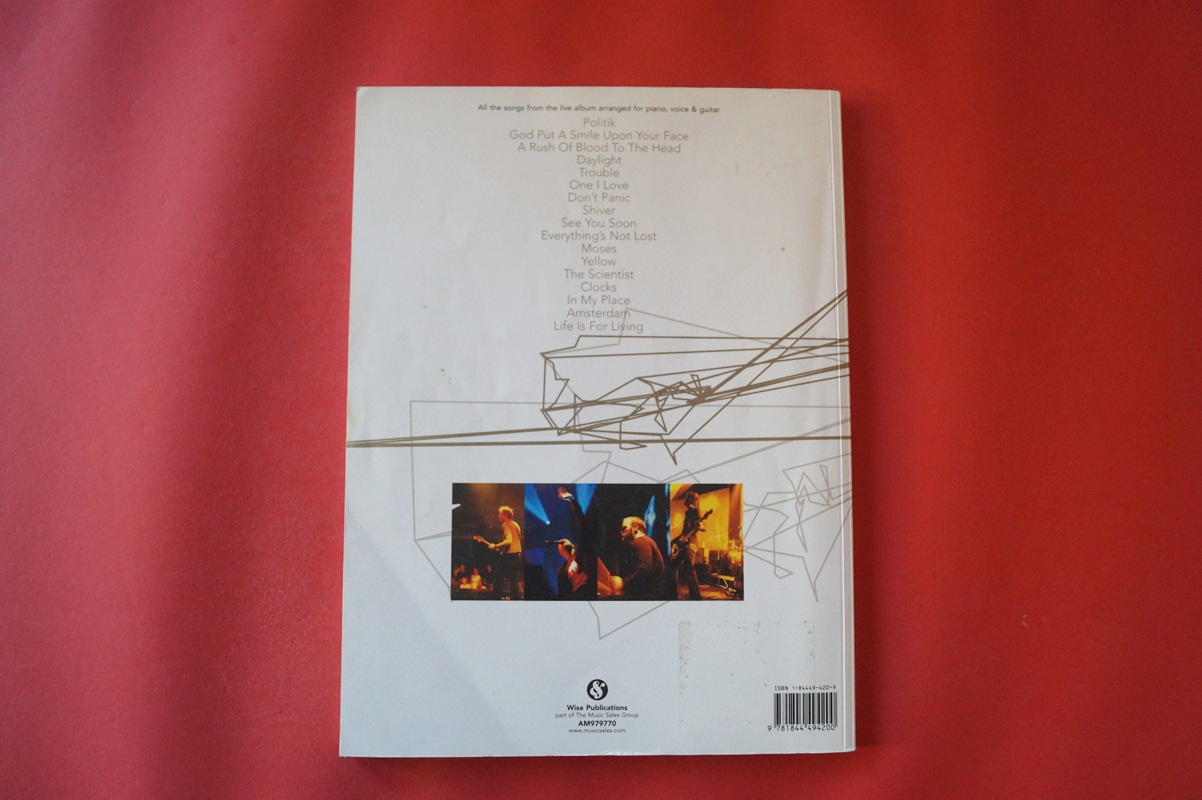 All the songs from the live album arranged for piano, voice & guitar
Politik
God Put A Smile Upon Your Face
A Rush Of Blood To The Head
Daylight
Trouble
One I Love
Don't Panic
Shiver
See You Soon
Everything's Not Lost
Moses
Yellow
The Scientist
Clocks
In My Place
Amsterdam
Life Is For Living
ISBN 1-84449-420-9
9 781844 494200
Wise Publications
part of The Music Sales Group
AM979770
www.musicsales.com